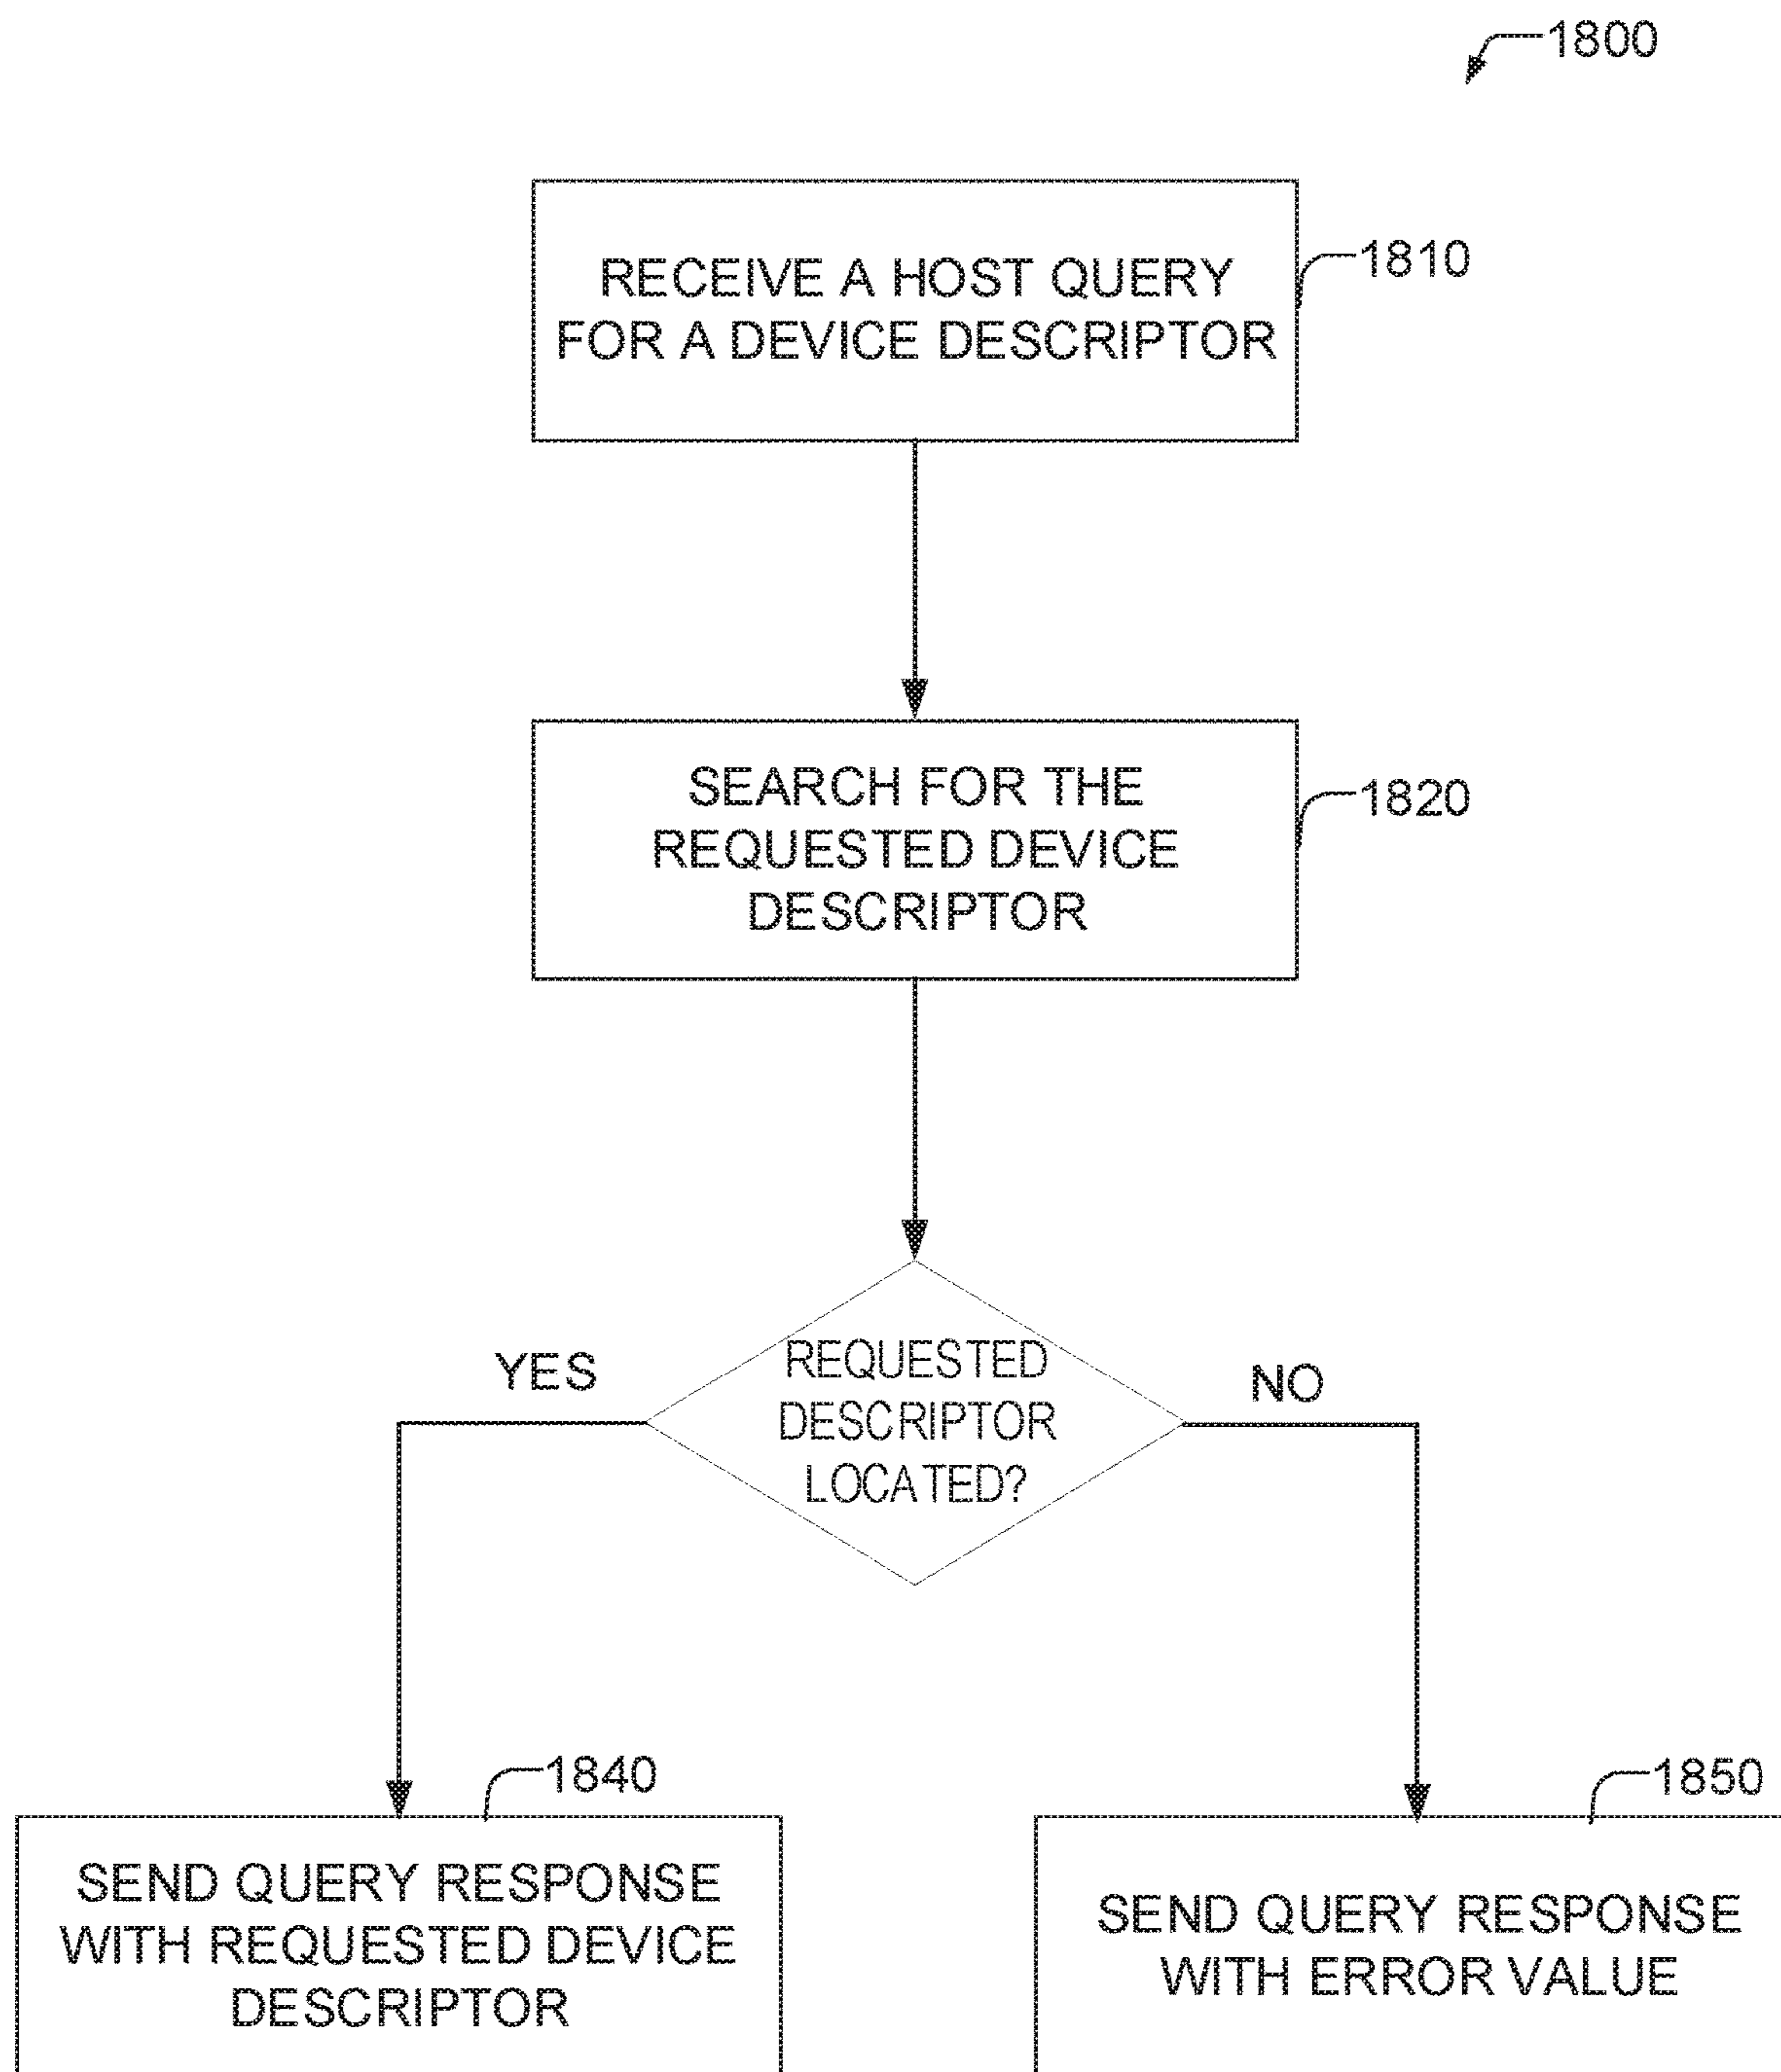 1800
RECEIVE A HOST QUERY
FOR A DEVICE DESCRIPTOR
1810
SEARCH FOR THE
REQUESTED DEVICE
DESCRIPTOR
1820
REQUESTED
DESCRIPTOR
LOCATED?
YES
NO
1840
1850
SEND QUERY RESPONSE
WITH REQUESTED DEVICE
DESCRIPTOR
SEND QUERY RESPONSE
WITH ERROR VALUE